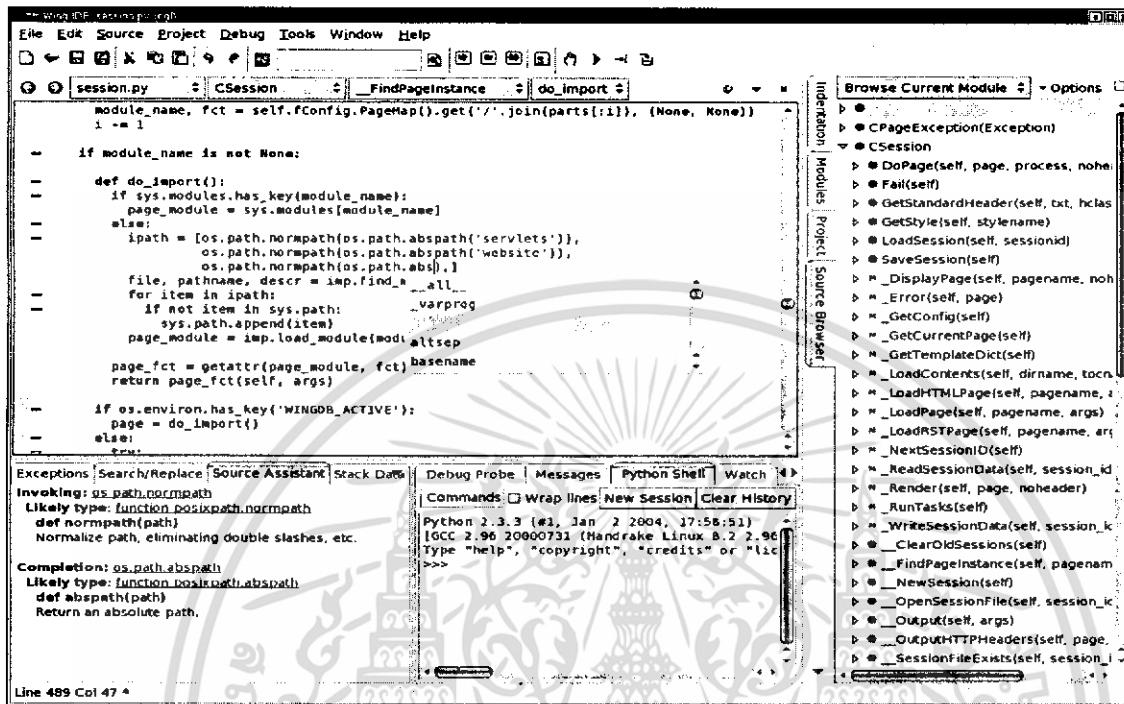 Wing IDE: session.py
File Edit Source Project Debug Tools Window Help
session.py CSession __FindPageInstance do_import
module_name, fct = self.fConfig.PageMap().get('/'.join(parts[:i]), (None, None))
i -= 1
if module_name is not None:
def do_import():
if sys.modules.has_key(module_name):
page_module = sys.modules[module_name]
else:
ipath = [os.path.normpath(os.path.abspath('servlets')),
os.path.normpath(os.path.abspath('website')),
os.path.normpath(os.path.abs),]
file, pathname, descr = imp.find_
for item in ipath:
if not item in sys.path:
sys.path.append(item)
page_module = imp.load_module(mod
page_fct = getattr(page_module, fct)
return page_fct(self, args)
if os.environ.has_key('WINGDB_ACTIVE'):
page = do_import()
else:
try:
__all__
_varprog
altsep
basename
Indentation
Modules
Project
Source Browser
Browse Current Module Options
CPageException(Exception)
CSession
DoPage(self, page, process, nohe
Fail(self)
GetStandardHeader(self, txt, hclas
GetStyle(self, stylename)
LoadSession(self, sessionid)
SaveSession(self)
_DisplayPage(self, pagename, noh
_Error(self, page)
_GetConfig(self)
_GetCurrentPage(self)
_GetTemplateDict(self)
_LoadContents(self, dirname, tocn
_LoadHTMLPage(self, pagename, a
_LoadPage(self, pagename, args)
_LoadRSTPage(self, pagename, arg
_NextSessionID(self)
_ReadSessionData(self, session_id
_Render(self, page, noheader)
_RunTasks(self)
_WriteSessionData(self, session_ic
__ClearOldSessions(self)
__FindPageInstance(self, pagenam
__NewSession(self)
__OpenSessionFile(self, session_ic
__Output(self, args)
__OutputHTTPHeaders(self, page,
__SessionFileExists(self, session_i
Exceptions Search/Replace Source Assistant Stack Data
Invoking: os.path.normpath
Likely type: function posixpath.normpath
def normpath(path)
Normalize path, eliminating double slashes, etc.
Completion: os.path.abspath
Likely type: function posixpath.abspath
def abspath(path)
Return an absolute path.
Debug Probe Messages Python Shell Watch
Commands Wrap lines New Session Clear History
Python 2.3.3 (#1, Jan 2 2004, 17:58:51)
[GCC 2.96 20000731 (Mandrake Linux 8.2 2.96
Type "help", "copyright", "credits" or "lic
>>>
Line 489 Col 47 *